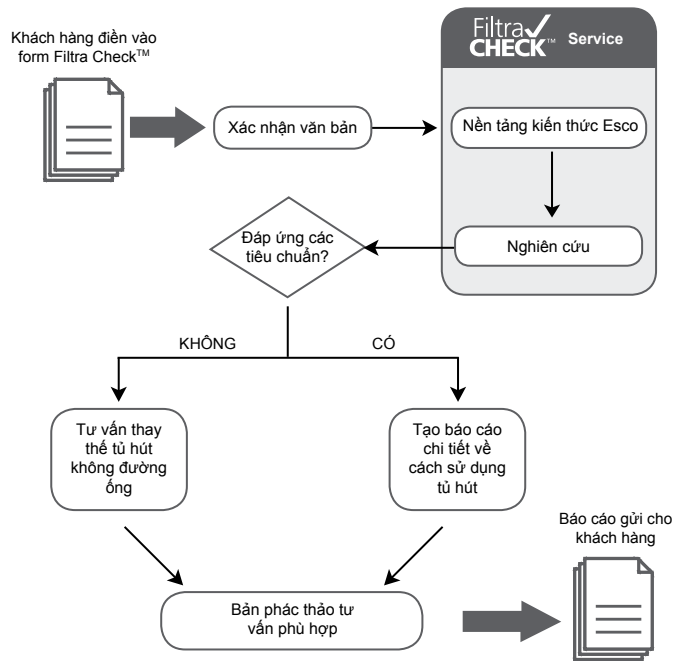 Khách hàng điền vào
form Filtra Check™
Filtra
CHECK™ Service
Xác nhận văn bản
Nền tảng kiến thức Esco
Đáp ứng các
tiêu chuẩn?
Nghiên cứu
KHÔNG
CÓ
Tư vấn thay
thế tủ hút
không đường
ống
Tạo báo cáo
chi tiết về
cách sử dụng
tủ hút
Báo cáo gửi cho
khách hàng
Bản phác thảo tư
vấn phù hợp